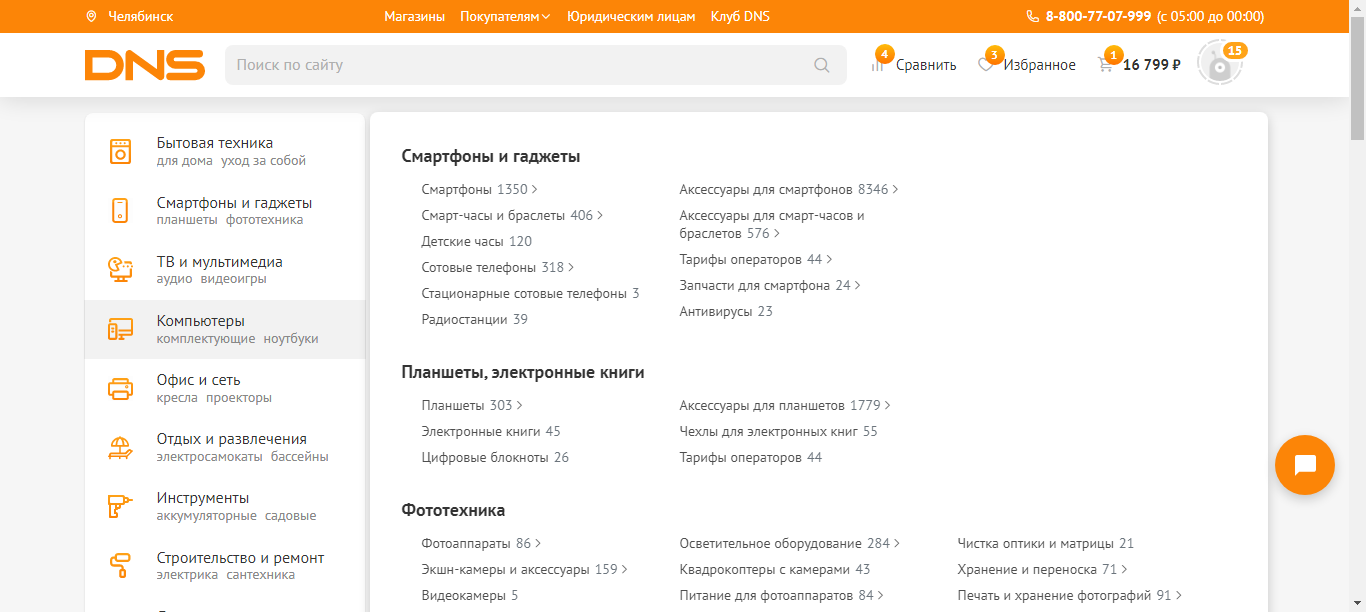 Челябинск
Магазины Покупателям Юридическим лицам Клуб DNS
8-800-77-07-999 (с 05:00 до 00:00)
DNS
Поиск по сайту
4
Сравнить
3
Избранное
1
16 799 ₽
15
Бытовая техника
для дома уход за собой
Смартфоны и гаджеты
планшеты фототехника
ТВ и мультимедиа
аудио видеоигры
Компьютеры
комплектующие ноутбуки
Офис и сеть
кресла проекторы
Отдых и развлечения
электросамокаты бассейны
Инструменты
аккумуляторные садовые
Строительство и ремонт
электрика сантехника
Смартфоны и гаджеты
Смартфоны 1350
Смарт-часы и браслеты 406
Детские часы 120
Сотовые телефоны 318
Стационарные сотовые телефоны 3
Радиостанции 39
Аксессуары для смартфонов 8346
Аксессуары для смарт-часов и
браслетов 576
Тарифы операторов 44
Запчасти для смартфона 24
Антивирусы 23
Планшеты, электронные книги
Планшеты 303
Электронные книги 45
Цифровые блокноты 26
Аксессуары для планшетов 1779
Чехлы для электронных книг 55
Тарифы операторов 44
Фототехника
Фотоаппараты 86
Экшн-камеры и аксессуары 159
Видеокамеры 5
Осветительное оборудование 284
Квадрокоптеры с камерами 43
Питание для фотоаппаратов 84
Чистка оптики и матрицы 21
Хранение и переноска 71
Печать и хранение фотографий 91